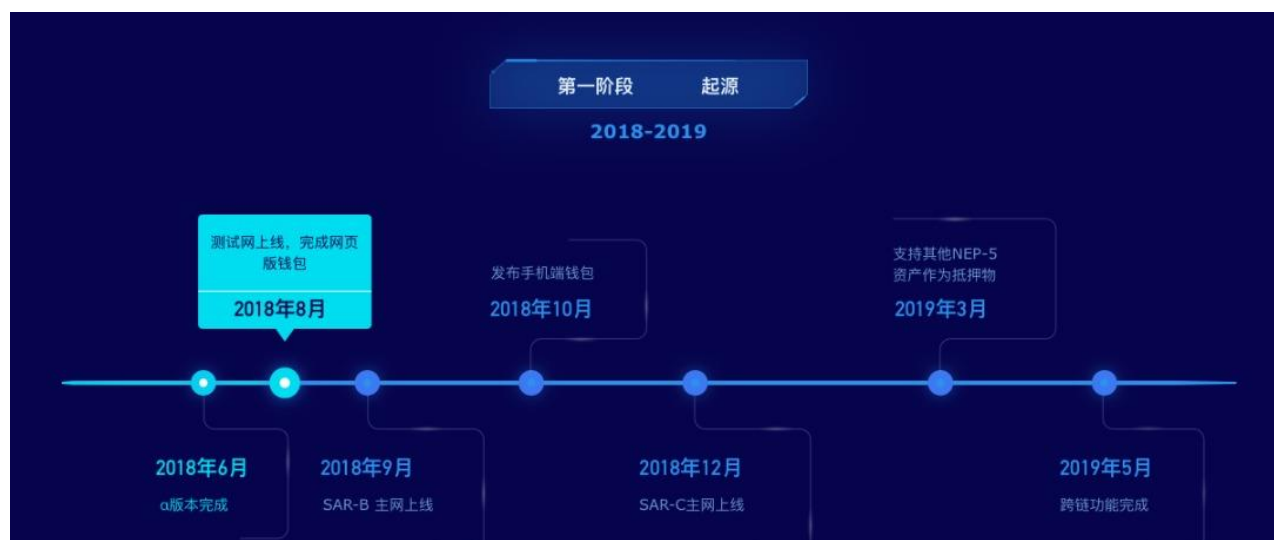 第一阶段 起源
2018-2019
测试网上线，完成网页
版钱包
2018年8月
发布手机端钱包
2018年10月
支持其他NEP-5
资产作为抵押物
2019年3月
2018年6月
α版本完成
2018年9月
SAR-B 主网上线
2018年12月
SAR-C主网上线
2019年5月
跨链功能完成